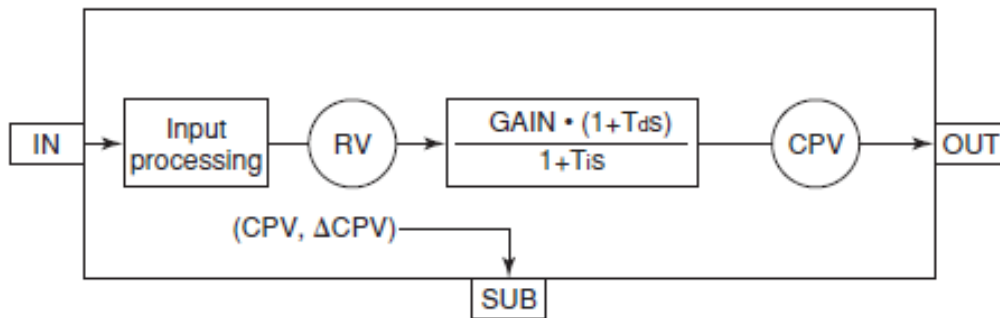 IN
Input
processing
RV
GAIN • (1+Tds)
1+Tis
CPV
OUT
(CPV, ΔCPV)
SUB